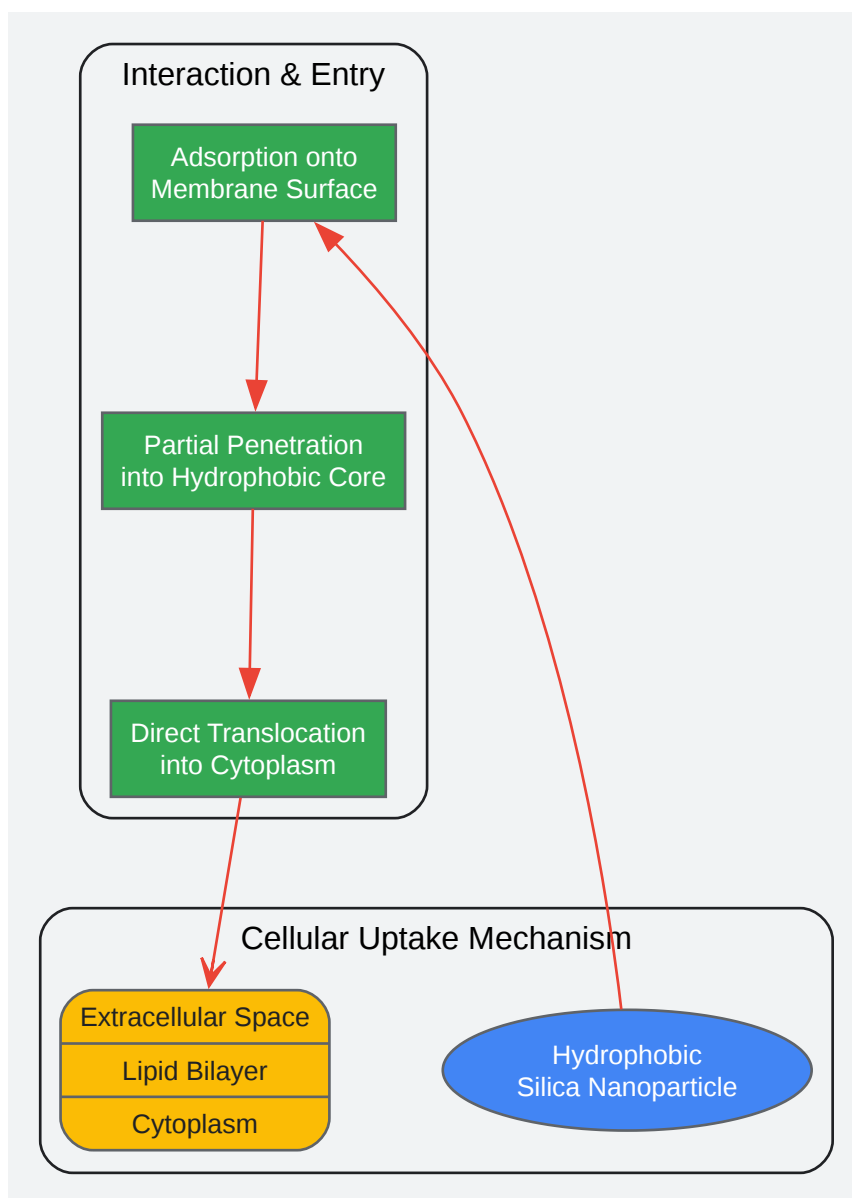 Interaction & Entry
Adsorption onto
Membrane Surface
Partial Penetration
into Hydrophobic Core
Direct Translocation
into Cytoplasm
Cellular Uptake Mechanism
Extracellular Space
Lipid Bilayer
Cytoplasm
Hydrophobic
Silica Nanoparticle